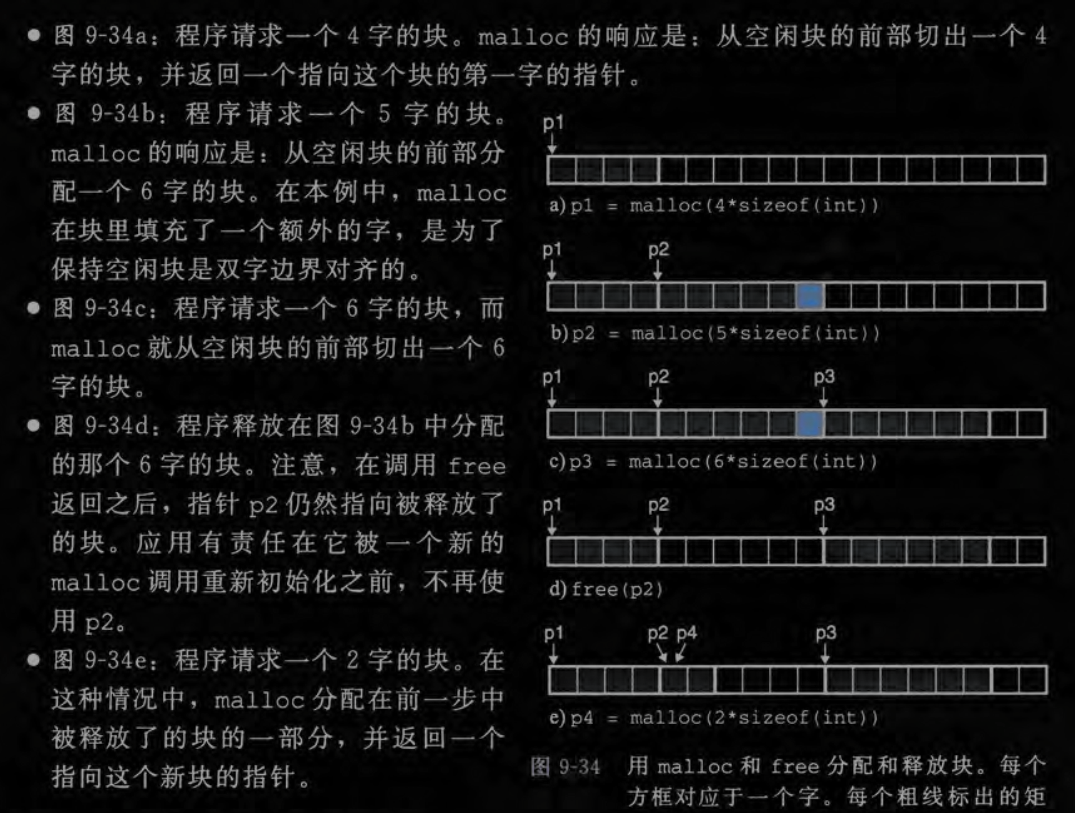 ● 图 9-34a：程序请求一个 4 字的块。malloc 的响应是：从空闲块的前部切出一个 4
字的块，并返回一个指向这个块的第一字的指针。
● 图 9-34b：程序请求一个 5 字的块。
malloc 的响应是：从空闲块的前部分
配一个 6 字的块。在本例中，malloc
在块里填充了一个额外的字，是为了
保持空闲块是双字边界对齐的。
● 图 9-34c：程序请求一个 6 字的块，而
malloc 就从空闲块的前部切出一个 6
字的块。
● 图 9-34d：程序释放在图 9-34b 中分配
的那个 6 字的块。注意，在调用 free
返回之后，指针 p2 仍然指向被释放了
的块。应用有责任在它被一个新的
malloc 调用重新初始化之前，不再使
用 p2。
● 图 9-34e：程序请求一个 2 字的块。在
这种情况中，malloc 分配在前一步中
被释放了的块的一部分，并返回一个
指向这个新块的指针。
p1
a) p1 = malloc(4*sizeof(int))
p1 p2
b) p2 = malloc(5*sizeof(int))
p1 p2 p3
c) p3 = malloc(6*sizeof(int))
p1 p2 p3
d) free(p2)
p1 p2 p4 p3
e) p4 = malloc(2*sizeof(int))
图 9-34 用 malloc 和 free 分配和释放块。每个
方框对应于一个字。每个粗线标出的矩